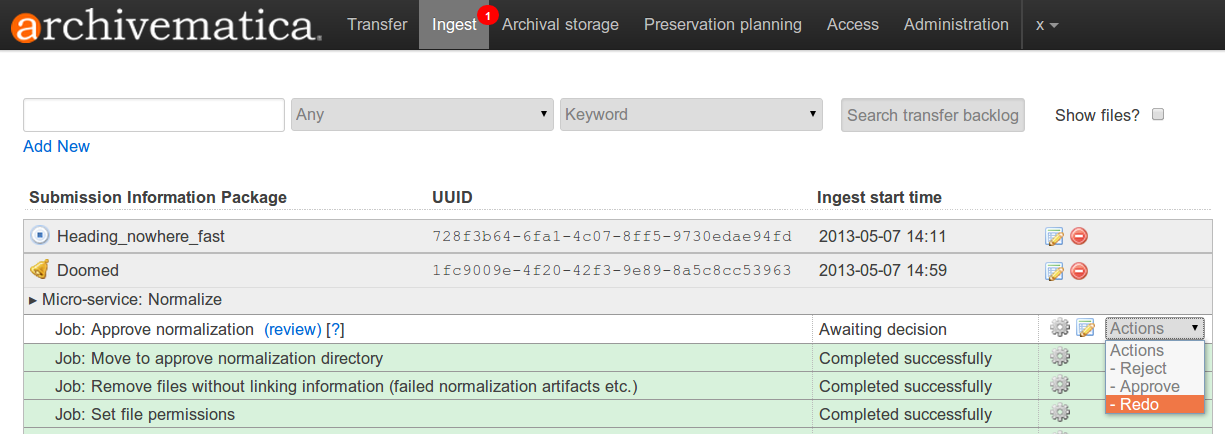 archivematica. Transfer Ingest 1 Archival storage Preservation planning Access Administration x
Any Keyword Search transfer backlog Show files?
Add New
Submission Information Package UUID Ingest start time
Heading_nowhere_fast 728f3b64-6fa1-4c07-8ff5-9730edae94fd 2013-05-07 14:11
Doomed 1fc9009e-4f20-42f3-9e89-8a5c8cc53963 2013-05-07 14:59
Micro-service: Normalize
Job: Approve normalization (review) [?] Awaiting decision Actions
Actions
Job: Move to approve normalization directory Completed successfully
- Reject
- Approve
Job: Remove files without linking information (failed normalization artifacts etc.) Completed successfully
- Redo
Job: Set file permissions Completed successfully